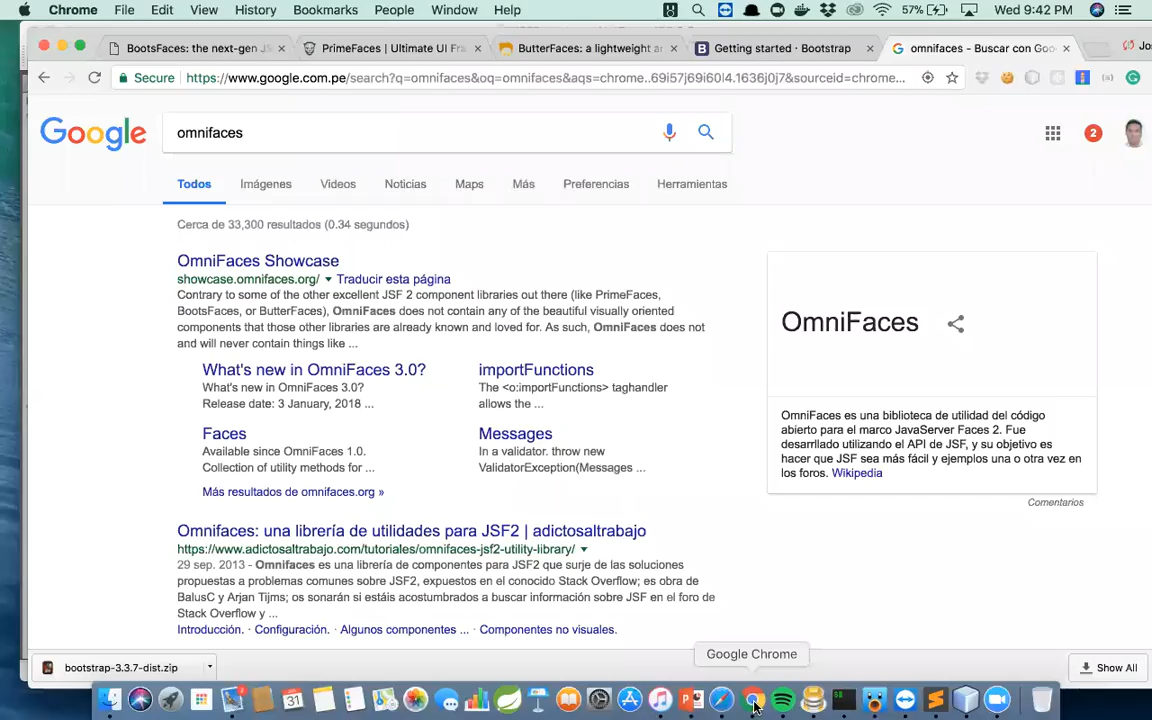 Chrome File Edit View History Bookmarks People Window Help 57% Wed 9:42 PM
BootsFaces: the next-gen JS PrimeFaces | Ultimate UI Fra ButterFaces: a lightweight a Getting started · Bootstrap omnifaces - Buscar con Goo Jo
Secure https://www.google.com.pe/search?q=omnifaces&oq=omnifaces&aqs=chrome..69i57j69i60l4.1636j0j7&sourceid=chrome...
Google omnifaces 2
Todos Imágenes Videos Noticias Maps Más Preferencias Herramientas
Cerca de 33,300 resultados (0.34 segundos)
OmniFaces Showcase
showcase.omnifaces.org/ Traducir esta página
Contrary to some of the other excellent JSF 2 component libraries out there (like PrimeFaces,
BootsFaces, or ButterFaces), OmniFaces does not contain any of the beautiful visually oriented
components that those other libraries are already known and loved for. As such, OmniFaces does not
and will never contain things like ...
What's new in OmniFaces 3.0?
What's new in OmniFaces 3.0?
Release date: 3 January, 2018 ...
importFunctions
The <o:importFunctions> taghandler
allows the ...
Faces
Available since OmniFaces 1.0.
Collection of utility methods for ...
Messages
In a validator. throw new
ValidatorException(Messages ...
Más resultados de omnifaces.org »
Omnifaces: una librería de utilidades para JSF2 | adictosaltrabajo
https://www.adictosaltrabajo.com/tutoriales/omnifaces-jsf2-utility-library/
29 sep. 2013 - Omnifaces es una librería de componentes para JSF2 que surje de las soluciones
propuestas a problemas comunes sobre JSF2, expuestos en el conocido Stack Overflow; es obra de
BalusC y Arjan Tijms; os sonarán si estáis acostumbrados a buscar información sobre JSF en el foro de
Stack Overflow y ...
Introducción. · Configuración. · Algunos componentes ... · Componentes no visuales.
OmniFaces
OmniFaces es una biblioteca de utilidad del código
abierto para el marco JavaServer Faces 2. Fue
desarrllado utilizando el API de JSF, y su objetivo es
hacer que JSF sea más fácil y ejemplos una o otra vez en
los foros. Wikipedia
Comentarios
Google Chrome
bootstrap-3.3.7-dist.zip Show All
31